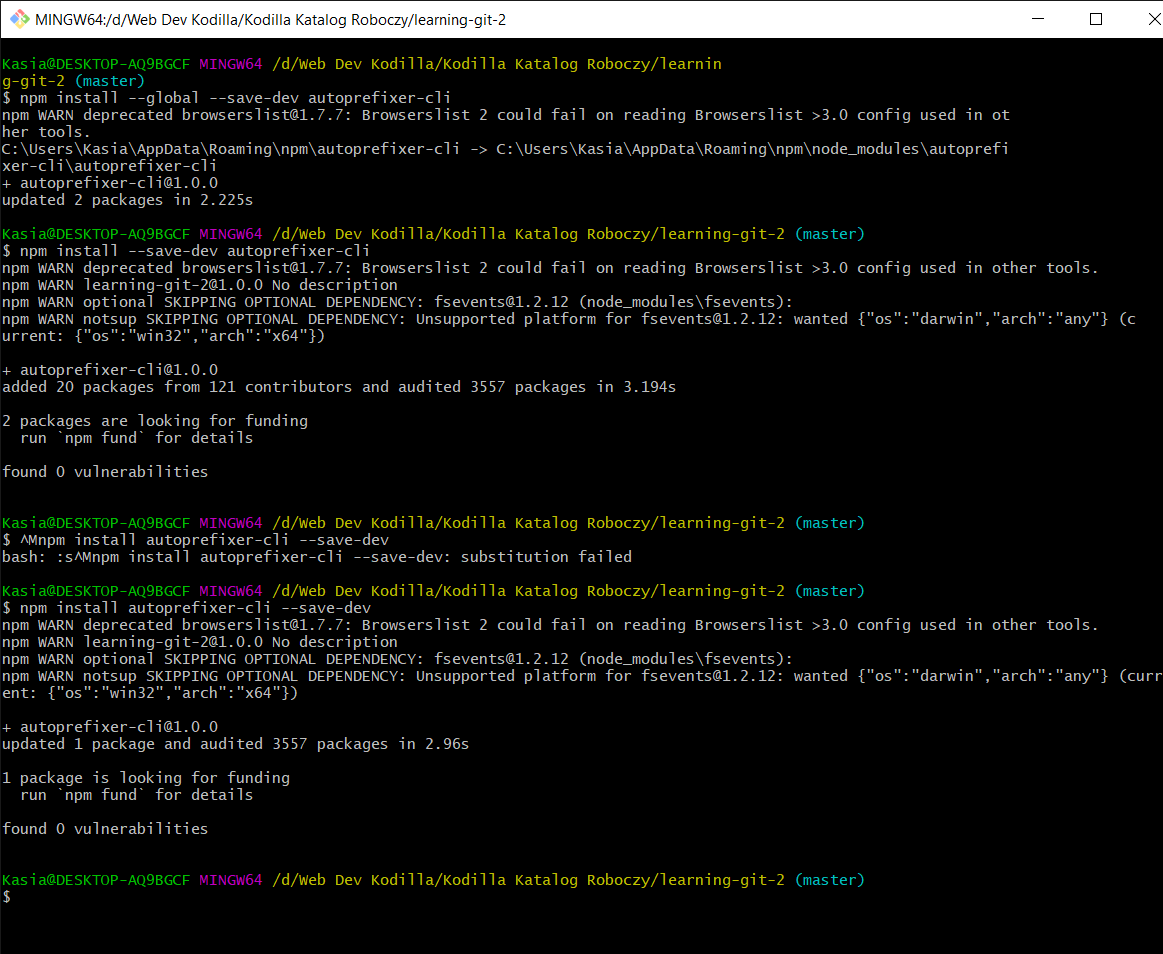 MINGW64:/d/Web Dev Kodilla/Kodilla Katalog Roboczy/learning-git-2
Kasia@DESKTOP-AQ9BGCF MINGW64 /d/Web Dev Kodilla/Kodilla Katalog Roboczy/learnin
g-git-2 (master)
$ npm install --global --save-dev autoprefixer-cli
npm WARN deprecated browserslist@1.7.7: Browserslist 2 could fail on reading Browserslist >3.0 config used in ot
her tools.
C:\Users\Kasia\AppData\Roaming\npm\autoprefixer-cli -> C:\Users\Kasia\AppData\Roaming\npm\node_modules\autoprefi
xer-cli\autoprefixer-cli
+ autoprefixer-cli@1.0.0
updated 2 packages in 2.225s
Kasia@DESKTOP-AQ9BGCF MINGW64 /d/Web Dev Kodilla/Kodilla Katalog Roboczy/learning-git-2 (master)
$ npm install --save-dev autoprefixer-cli
npm WARN deprecated browserslist@1.7.7: Browserslist 2 could fail on reading Browserslist >3.0 config used in other tools.
npm WARN learning-git-2@1.0.0 No description
npm WARN optional SKIPPING OPTIONAL DEPENDENCY: fsevents@1.2.12 (node_modules\fsevents):
npm WARN notsup SKIPPING OPTIONAL DEPENDENCY: Unsupported platform for fsevents@1.2.12: wanted {"os":"darwin","arch":"any"} (c
urrent: {"os":"win32","arch":"x64"})
+ autoprefixer-cli@1.0.0
added 20 packages from 121 contributors and audited 3557 packages in 3.194s
2 packages are looking for funding
  run `npm fund` for details
found 0 vulnerabilities
Kasia@DESKTOP-AQ9BGCF MINGW64 /d/Web Dev Kodilla/Kodilla Katalog Roboczy/learning-git-2 (master)
$ ^Mnpm install autoprefixer-cli --save-dev
bash: :s^Mnpm install autoprefixer-cli --save-dev: substitution failed
Kasia@DESKTOP-AQ9BGCF MINGW64 /d/Web Dev Kodilla/Kodilla Katalog Roboczy/learning-git-2 (master)
$ npm install autoprefixer-cli --save-dev
npm WARN deprecated browserslist@1.7.7: Browserslist 2 could fail on reading Browserslist >3.0 config used in other tools.
npm WARN learning-git-2@1.0.0 No description
npm WARN optional SKIPPING OPTIONAL DEPENDENCY: fsevents@1.2.12 (node_modules\fsevents):
npm WARN notsup SKIPPING OPTIONAL DEPENDENCY: Unsupported platform for fsevents@1.2.12: wanted {"os":"darwin","arch":"any"} (curr
ent: {"os":"win32","arch":"x64"})
+ autoprefixer-cli@1.0.0
updated 1 package and audited 3557 packages in 2.96s
1 package is looking for funding
  run `npm fund` for details
found 0 vulnerabilities
Kasia@DESKTOP-AQ9BGCF MINGW64 /d/Web Dev Kodilla/Kodilla Katalog Roboczy/learning-git-2 (master)
$